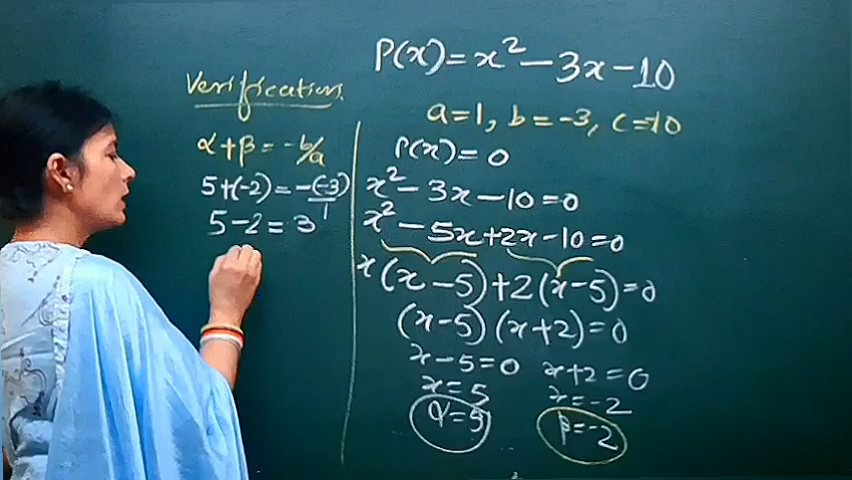 P(x) = x² - 3x - 10
a = 1, b = -3, c = -10
Verification
α + β = -b/a
5 + (-2) = -(-3)/1
5 - 2 = 3
P(x) = 0
x² - 3x - 10 = 0
x² - 5x + 2x - 10 = 0
x(x - 5) + 2(x - 5) = 0
(x - 5) (x + 2) = 0
x - 5 = 0 x + 2 = 0
x = 5 x = -2
α = 5 β = -2